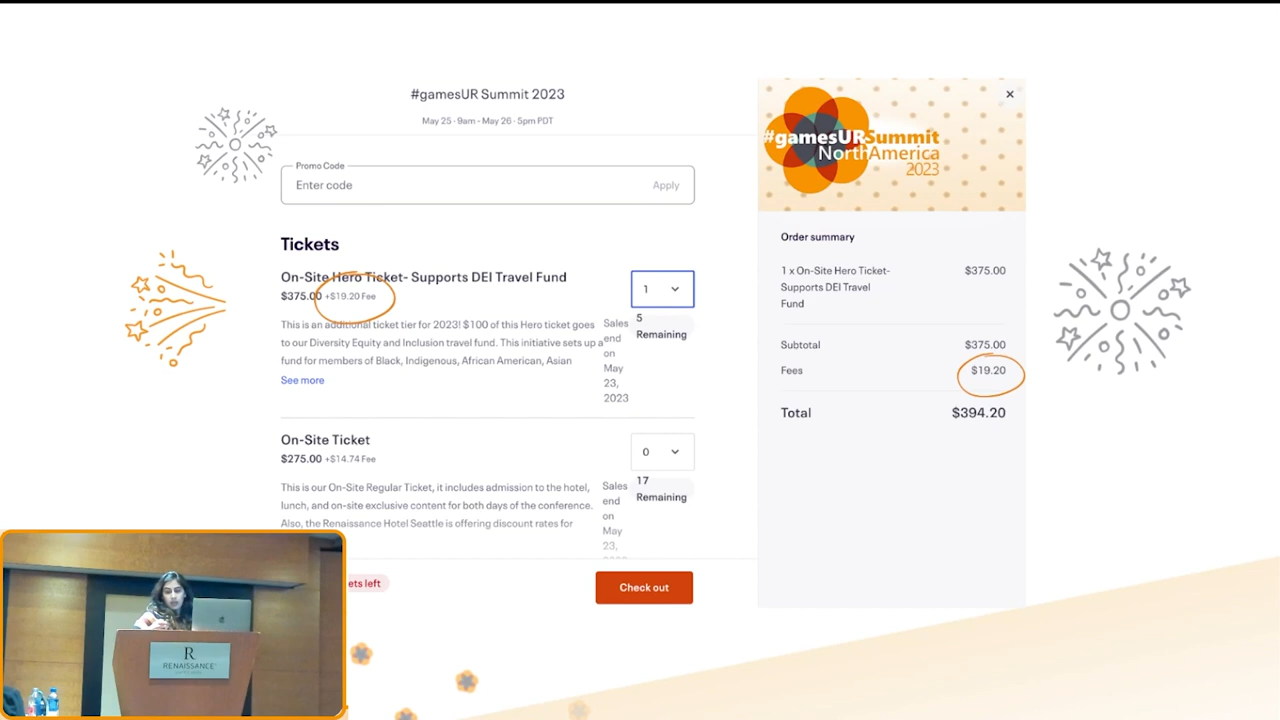 #gamesUR Summit 2023
May 25 · 9am - May 26 · 5pm PDT
Promo Code
Enter code
Apply
Tickets
On-Site Hero Ticket- Supports DEI Travel Fund
$375.00 +$19.20 Fee
1
5
Remaining
This is an additional ticket tier for 2023! $100 of this Hero ticket goes
to our Diversity Equity and Inclusion travel fund. This initiative sets up a
fund for members of Black, Indigenous, African American, Asian
See more
Sales
end
on
May
23,
2023
On-Site Ticket
$275.00 +$14.74 Fee
0
17
Remaining
This is our On-Site Regular Ticket, it includes admission to the hotel,
lunch, and on-site exclusive content for both days of the conference.
Also, the Renaissance Hotel Seattle is offering discount rates for
Sales
end
on
May
23,
ets left
Check out
#gamesURSummit
NorthAmerica
2023
Order summary
1 x On-Site Hero Ticket- $375.00
Supports DEI Travel
Fund
Subtotal $375.00
Fees $19.20
Total $394.20
R
RENAISSANCE